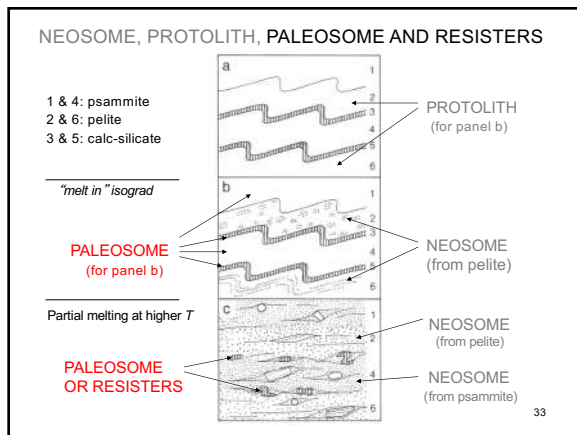 NEOSOME, PROTOLITH, PALEOSOME AND RESISTERS
1 & 4: psammite
2 & 6: pelite
3 & 5: calc-silicate
a
1
2
3
4
5
6
PROTOLITH
(for panel b)
"melt in" isograd
b
1
2
3
4
5
6
PALEOSOME
(for panel b)
NEOSOME
(from pelite)
Partial melting at higher T
c
1
2
4
6
PALEOSOME
OR RESISTERS
NEOSOME
(from pelite)
NEOSOME
(from psammite)
33